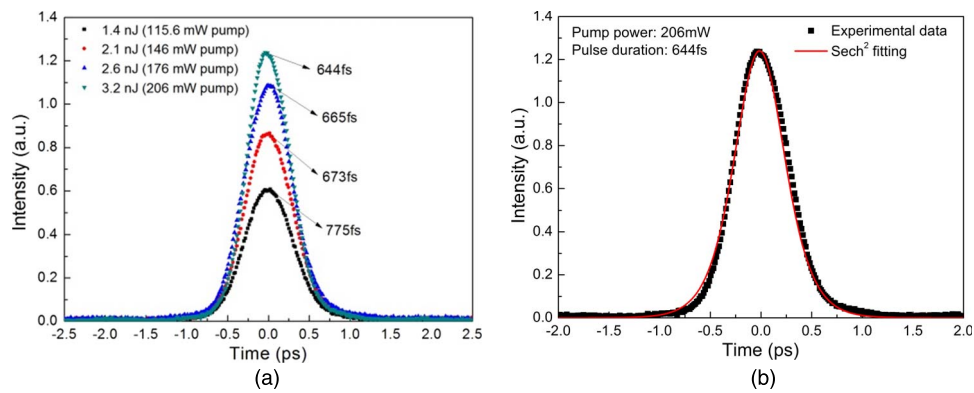 1.4 nJ (115.6 mW pump)
2.1 nJ (146 mW pump)
2.6 nJ (176 mW pump)
3.2 nJ (206 mW pump)
644fs
665fs
673fs
775fs
Intensity (a.u.)
1.4
1.2
1.0
0.8
0.6
0.4
0.2
0.0
-2.5 -2.0 -1.5 -1.0 -0.5 0.0 0.5 1.0 1.5 2.0 2.5
Time (ps)
(a)
Pump power: 206mW
Pulse duration: 644fs
Experimental data
Sech² fitting
Intensity (a.u.)
1.4
1.2
1.0
0.8
0.6
0.4
0.2
0.0
-2.0 -1.5 -1.0 -0.5 0.0 0.5 1.0 1.5 2.0
Time (ps)
(b)